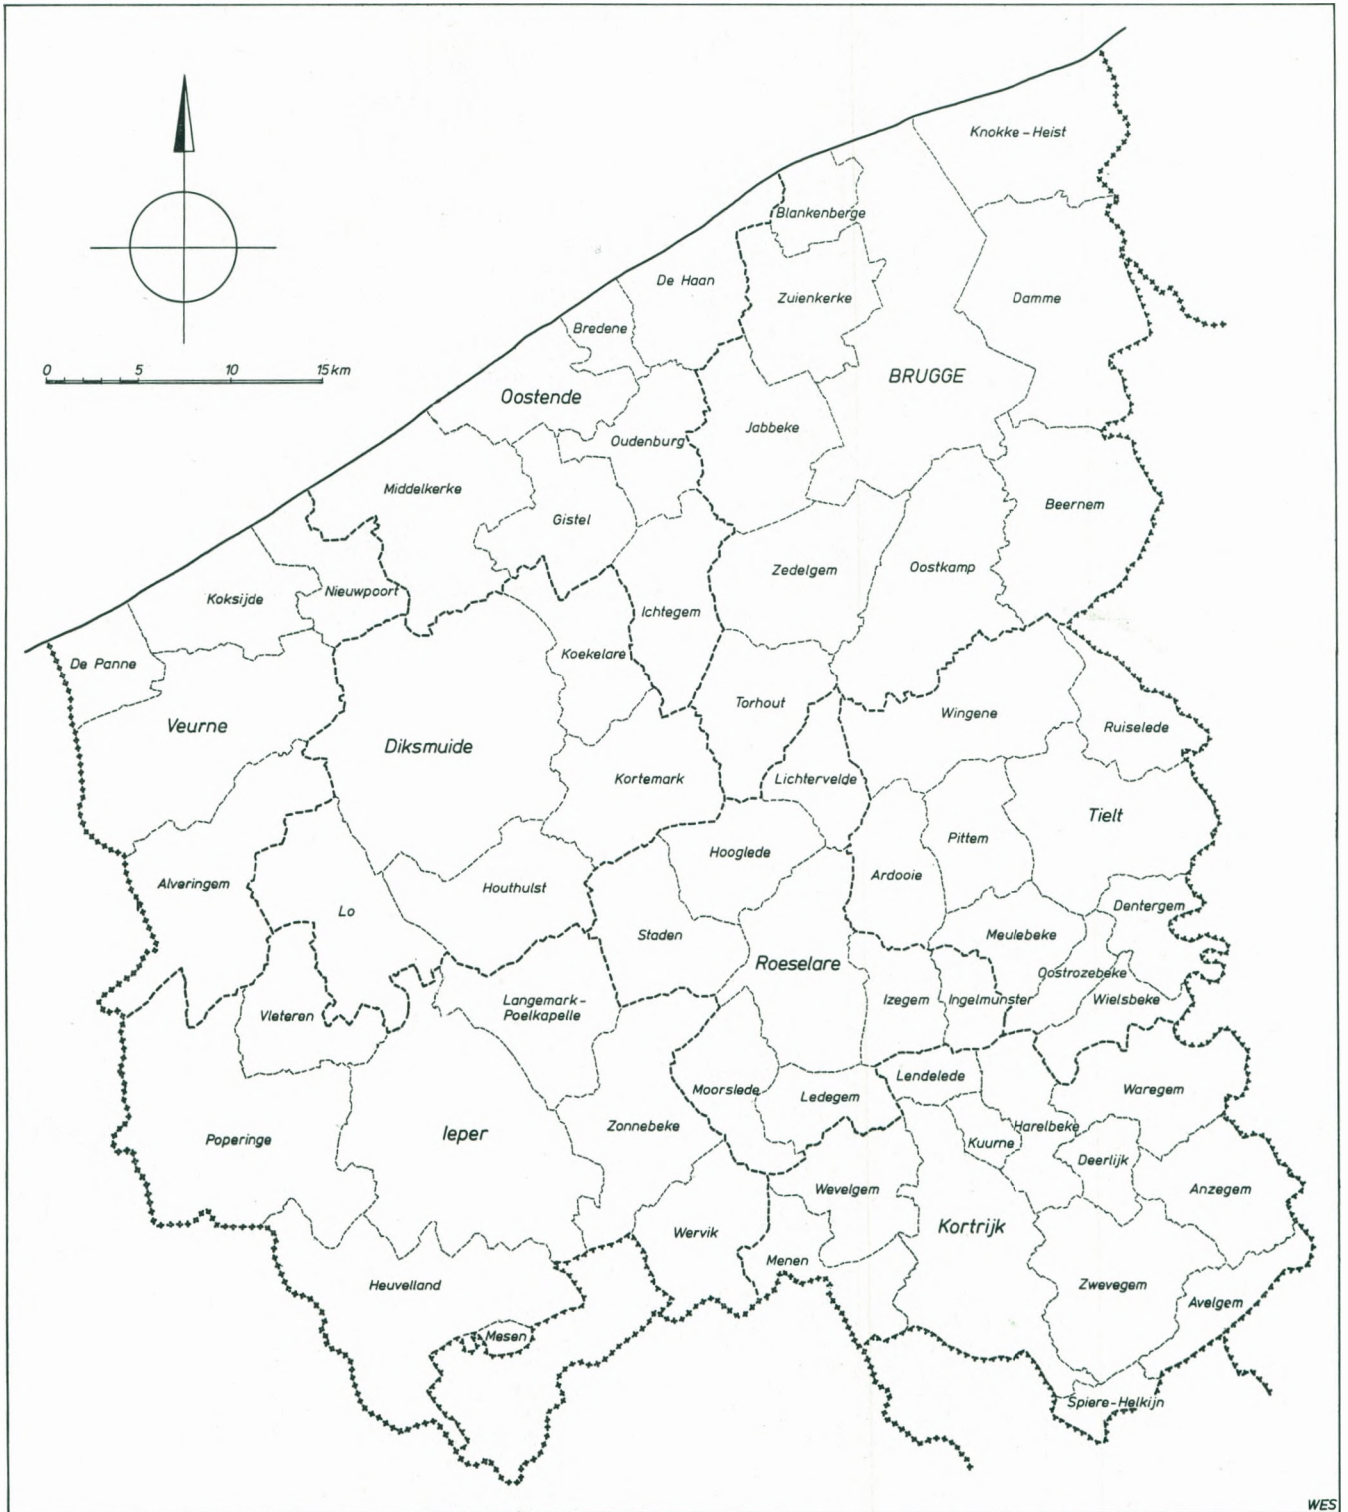 Knokke-Heist
Blankenberge
De Haan
Zuienkerke
Damme
Bredene
0 5 10 15 km
BRUGGE
Oostende
Jabbeke
Oudenburg
Middelkerke
Beernem
Gistel
Zedelgem
Oostkamp
Nieuwpoort
Koksijde
Ichtegem
Koekelare
De Panne
Torhout
Wingene
Veurne
Ruiselede
Diksmuide
Kortemark
Lichtervelde
Tielt
Pittem
Hooglede
Ardooie
Alveringem
Houthulst
Lo
Dentergem
Staden
Meulebeke
Roeselare
Oostrozebeke
Izegem
Ingelmunster
Wielsbeke
Langemark-
Poelkapelle
Vleteren
Lendelede
Moorslede
Ledegem
Waregem
Zonnebeke
Harelbeke
Ieper
Poperinge
Kuurne
Deerlijk
Wevelgem
Anzegem
Kortrijk
Wervik
Menen
Heuvelland
Zwevegem
Avelgem
Mesen
Spiere-Helkijn
WES